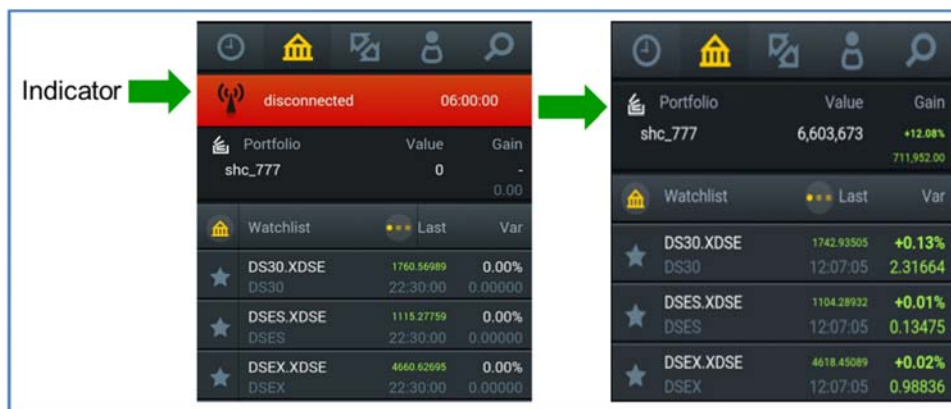 Indicator
disconnected 06:00:00
Portfolio Value Gain
shc_777 0 -
0.00
Watchlist Last Var
DS30.XDSE 1760.56989 0.00%
DS30 22:30:00 0.00000
DSES.XDSE 1115.27759 0.00%
DSES 22:30:00 0.00000
DSEX.XDSE 4660.62695 0.00%
DSEX 22:30:00 0.00000
Portfolio Value Gain
shc_777 6,603,673 +12.08%
711,952.00
Watchlist Last Var
DS30.XDSE 1742.93505 +0.13%
DS30 12:07:05 2.31664
DSES.XDSE 1104.28932 +0.01%
DSES 12:07:05 0.13475
DSEX.XDSE 4618.45089 +0.02%
DSEX 12:07:05 0.98836